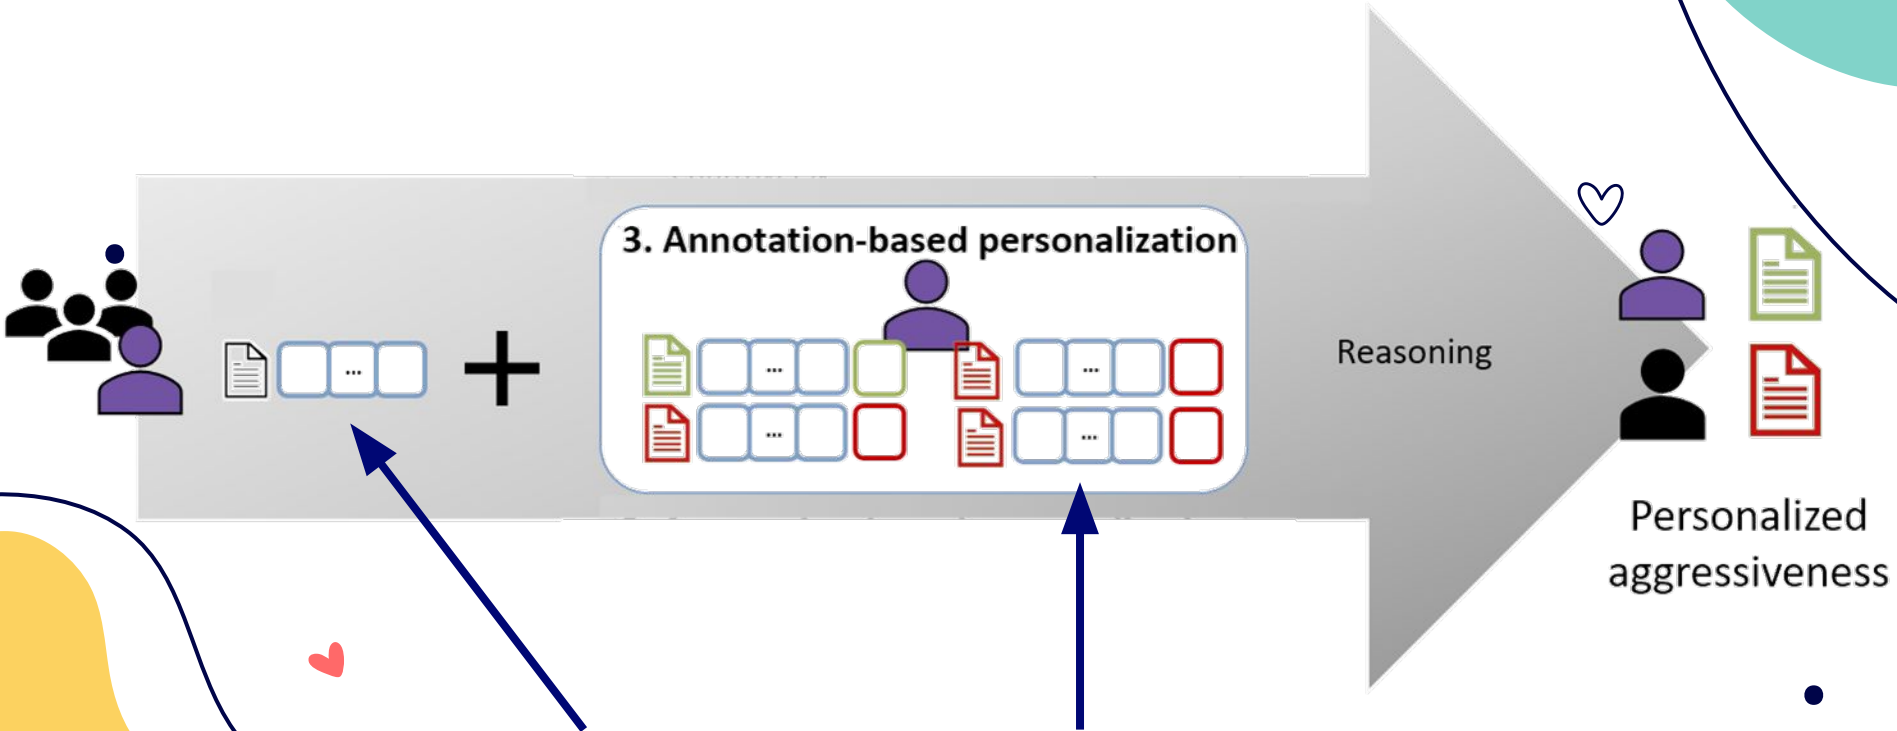 3. Annotation-based personalization
...
...
...
...
...
Reasoning
Personalized
aggressiveness